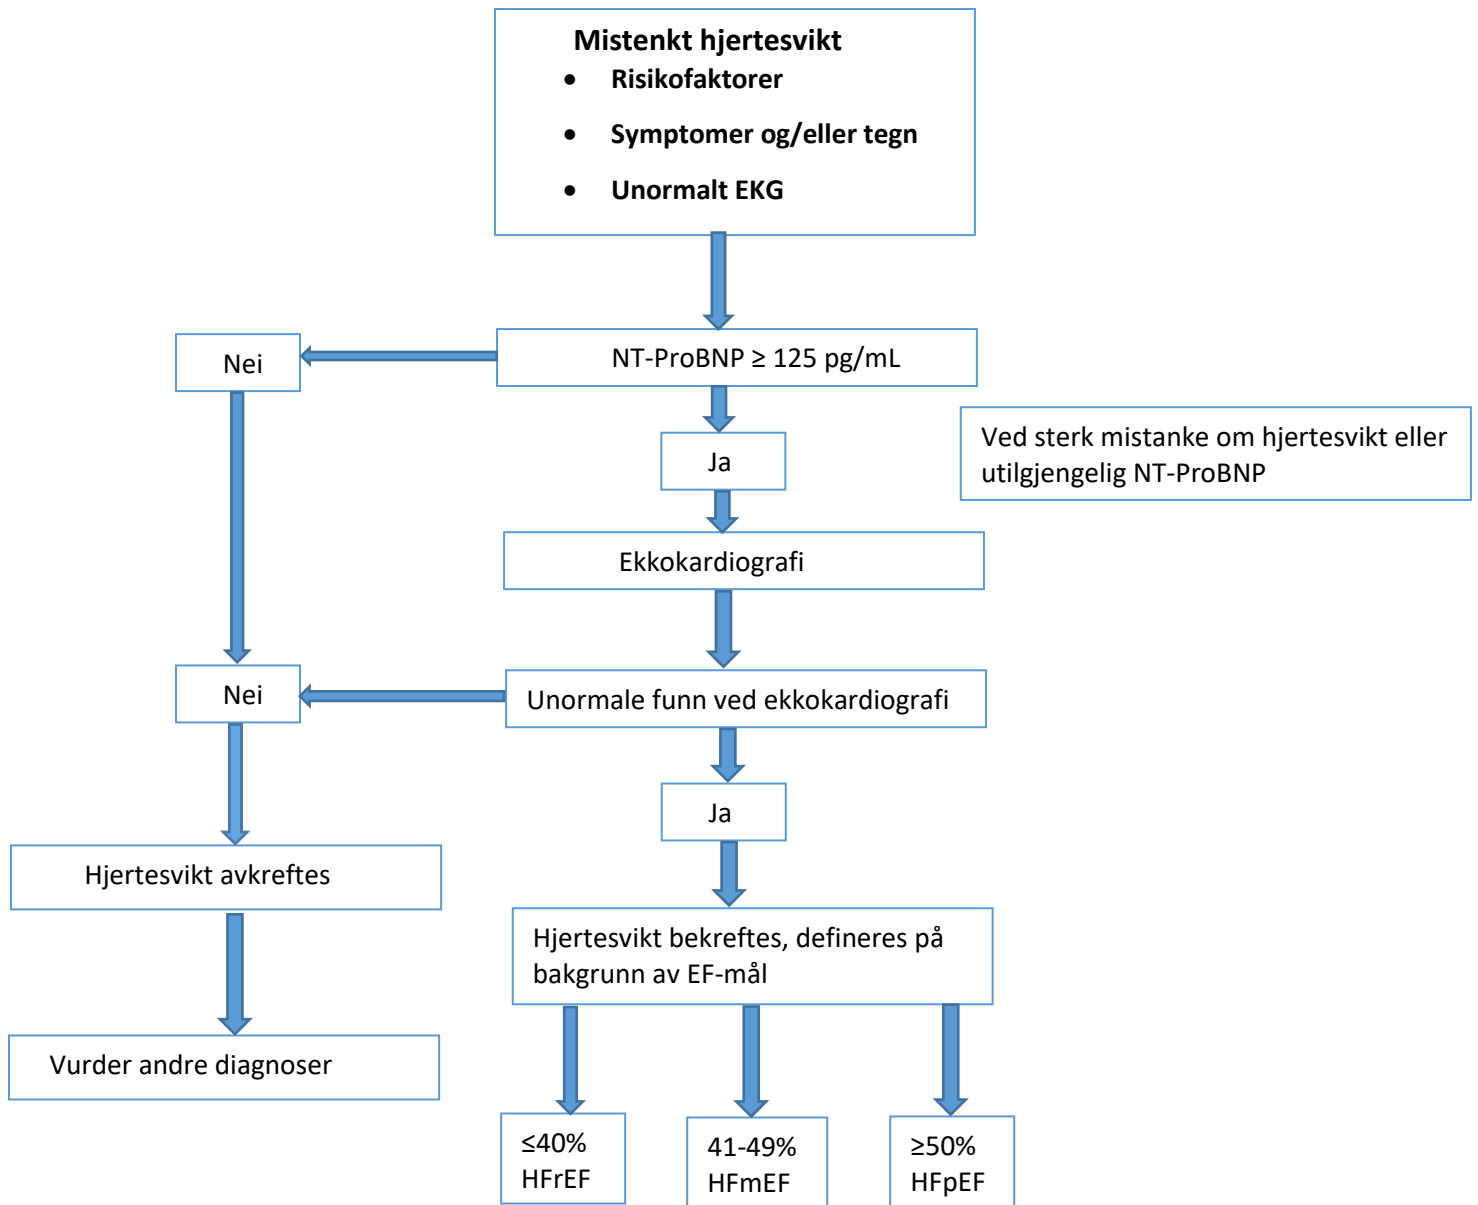 Mistenkt hjertesvikt
• Risikofaktorer
• Symptomer og/eller tegn
• Unormalt EKG
Nei
NT-ProBNP ≥ 125 pg/mL
Ja
Ved sterk mistanke om hjertesvikt eller
utilgjengelig NT-ProBNP
Ekkokardiografi
Nei
Unormale funn ved ekkokardiografi
Ja
Hjertesvikt avkreftes
Hjertesvikt bekreftes, defineres på
bakgrunn av EF-mål
Vurder andre diagnoser
≤40%
HFrEF
41-49%
HFmEF
≥50%
HFpEF